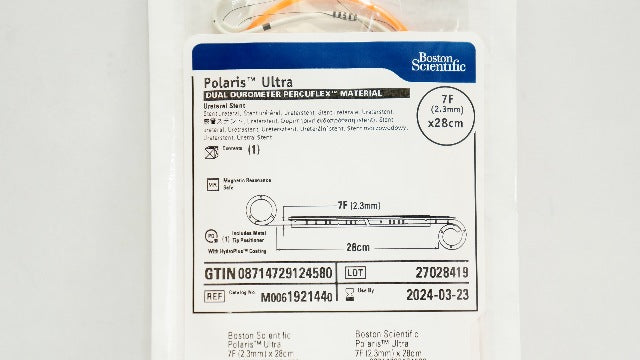 Boston
Scientific
Polaris™ Ultra
DUAL DUROMETER PERCUFLEX™ MATERIAL
Ureteral Stent
7F
(2.3mm)
x28cm
Contents (1)
MR
Magnetic Resonance
Safe
7F (2.3mm)
28cm
(1) Includes Metal
Tip Positioner
With HydroPlus™ Coating
GTIN 08714729124580 LOT 27028419
REF Catalog No. M0061921440 Use By 2024-03-23
Boston Scientific
Polaris™ Ultra
7F (2.3mm) x 28cm
Boston Scientific
Polaris™ Ultra
7F (2.3mm) x 28cm